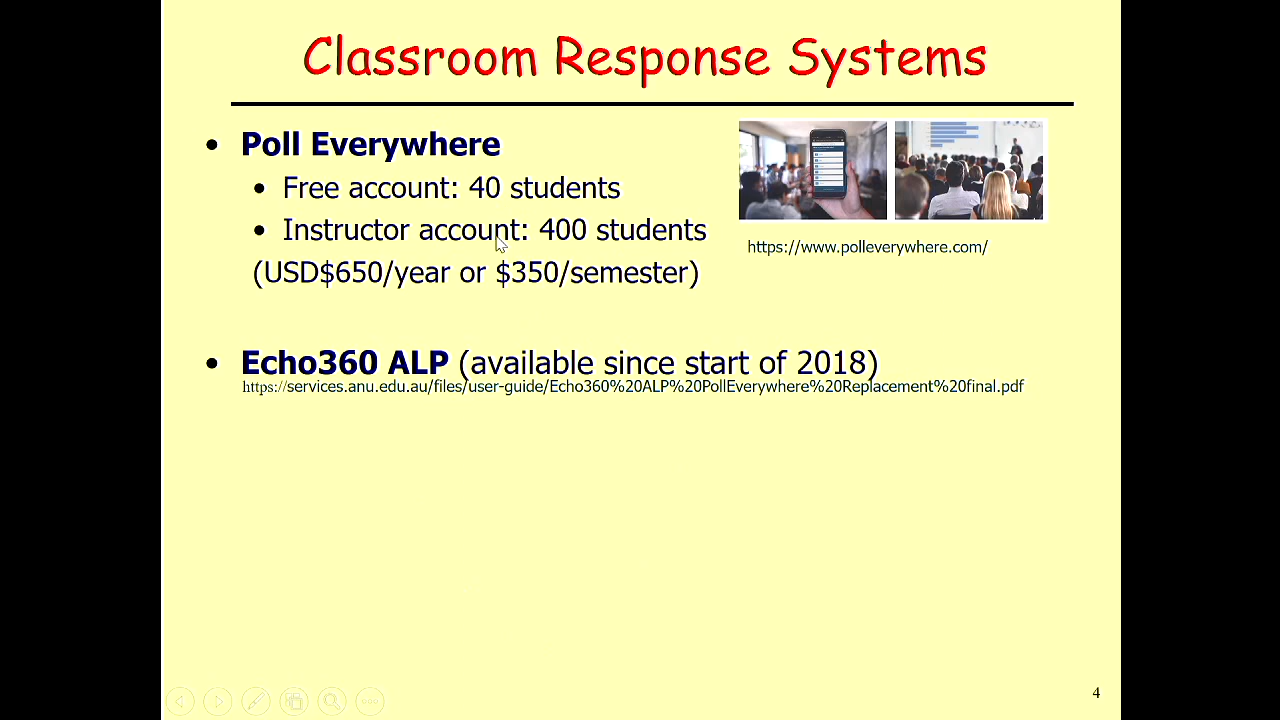 Classroom Response Systems
• Poll Everywhere
• Free account: 40 students
• Instructor account: 400 students
(USD$650/year or $350/semester)
https://www.polleverywhere.com/
• Echo360 ALP (available since start of 2018)
https://services.anu.edu.au/files/user-guide/Echo360%20ALP%20PollEverywhere%20Replacement%20final.pdf
4